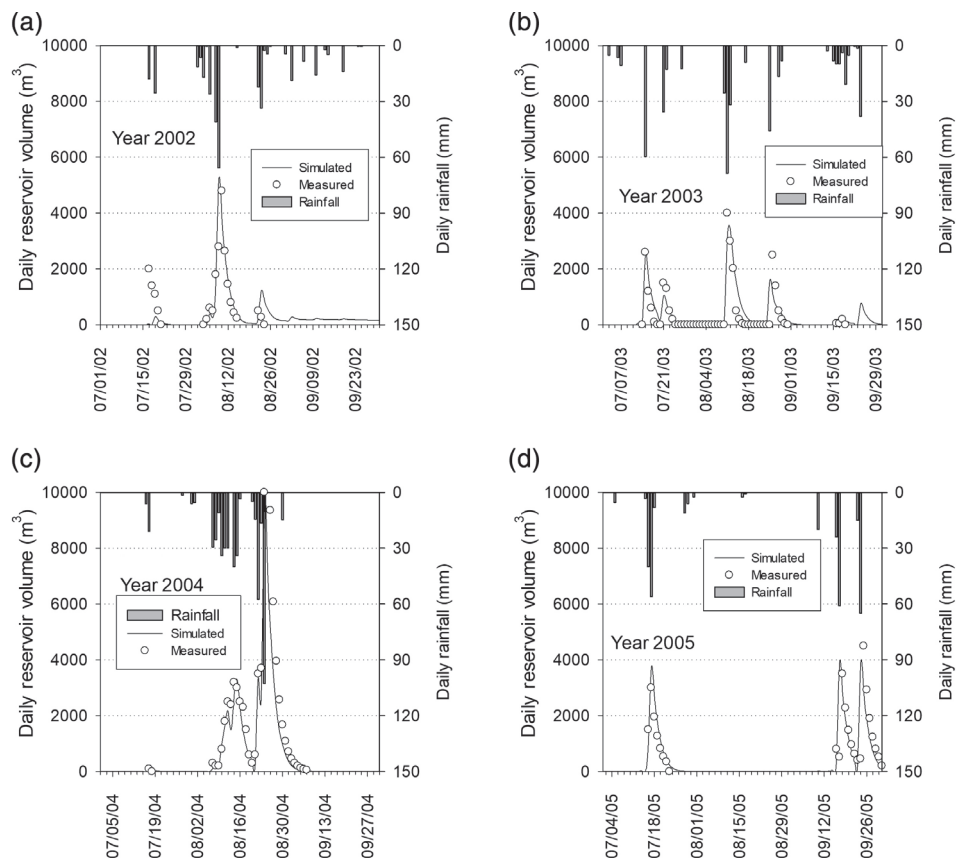 (a)
10000
8000
6000
4000
2000
0
Daily reservoir volume (m³)
0
30
60
90
120
150
Daily rainfall (mm)
Year 2002
Simulated
Measured
Rainfall
07/01/02
07/15/02
07/29/02
08/12/02
08/26/02
09/09/02
09/23/02
(b)
10000
8000
6000
4000
2000
0
Daily reservoir volume (m³)
0
30
60
90
120
150
Daily rainfall (mm)
Year 2003
Simulated
Measured
Rainfall
07/07/03
07/21/03
08/04/03
08/18/03
09/01/03
09/15/03
09/29/03
(c)
10000
8000
6000
4000
2000
0
Daily reservoir volume (m³)
0
30
60
90
120
150
Daily rainfall (mm)
Year 2004
Rainfall
Simulated
Measured
07/05/04
07/19/04
08/02/04
08/16/04
08/30/04
09/13/04
09/27/04
(d)
10000
8000
6000
4000
2000
0
Daily reservoir volume (m³)
0
30
60
90
120
150
Daily rainfall (mm)
Year 2005
Simulated
Measured
Rainfall
07/04/05
07/18/05
08/01/05
08/15/05
08/29/05
09/12/05
09/26/05